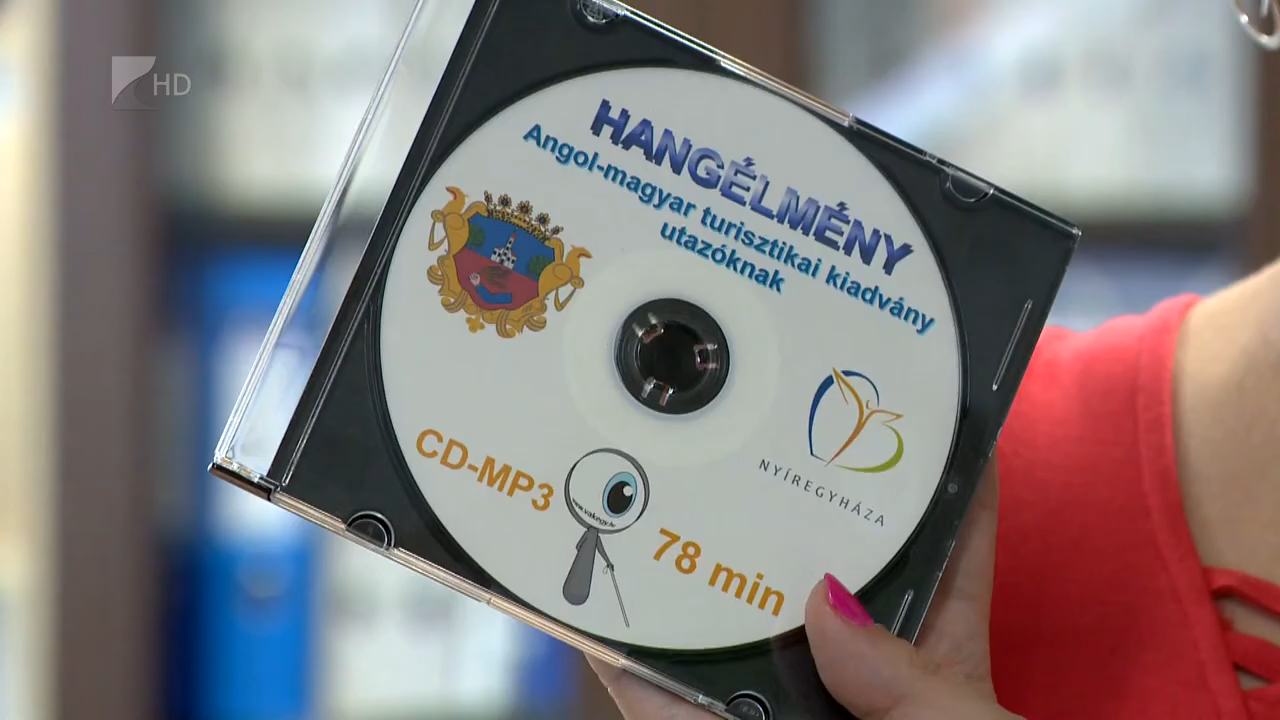 HD
HANGÉLMÉNY
Angol-magyar turisztikai kiadvány
utazóknak
NYÍREGYHÁZA
CD-MP3
78 min